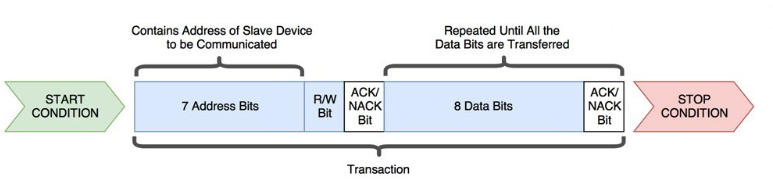 Contains Address of Slave Device
to be Communicated
Repeated Until All the
Data Bits are Transferred
START
CONDITION
7 Address Bits
R/W
Bit
ACK/
NACK
Bit
8 Data Bits
ACK/
NACK
Bit
STOP
CONDITION
Transaction